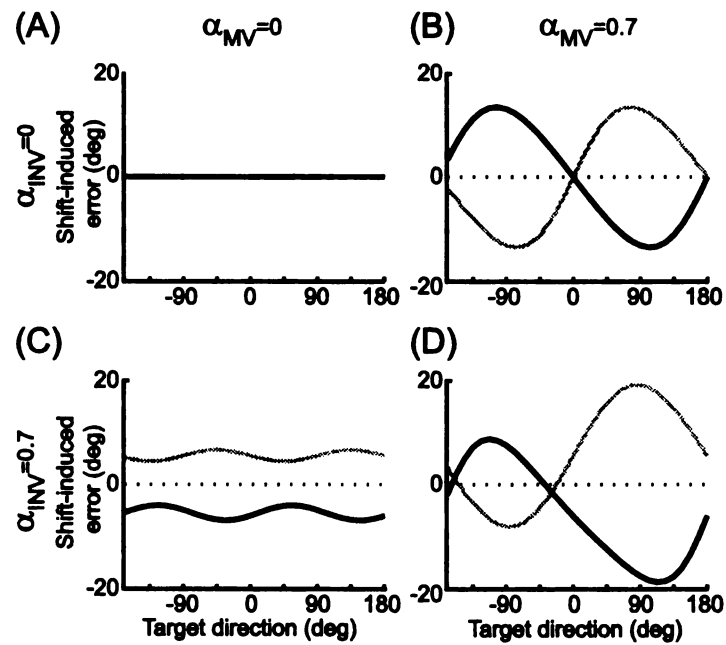 (A) α_MV=0
(B) α_MV=0.7
α_INV=0
Shift-induced
error (deg)
20
0
-20
-90 0 90 180
20
0
-20
-90 0 90 180
(C)
(D)
α_INV=0.7
Shift-induced
error (deg)
20
0
-20
-90 0 90 180
Target direction (deg)
20
0
-20
-90 0 90 180
Target direction (deg)